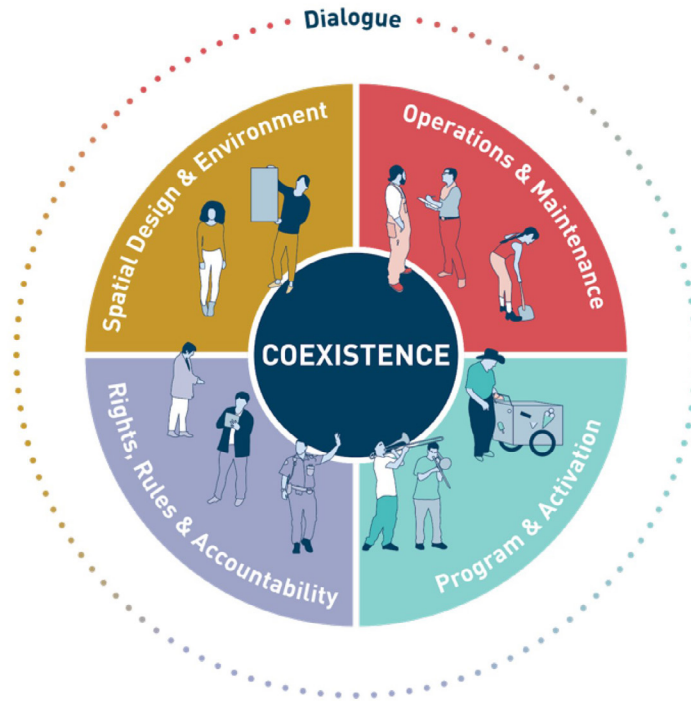 Dialogue
Spatial Design & Environment
Operations & Maintenance
COEXISTENCE
Rights, Rules & Accountability
Program & Activation